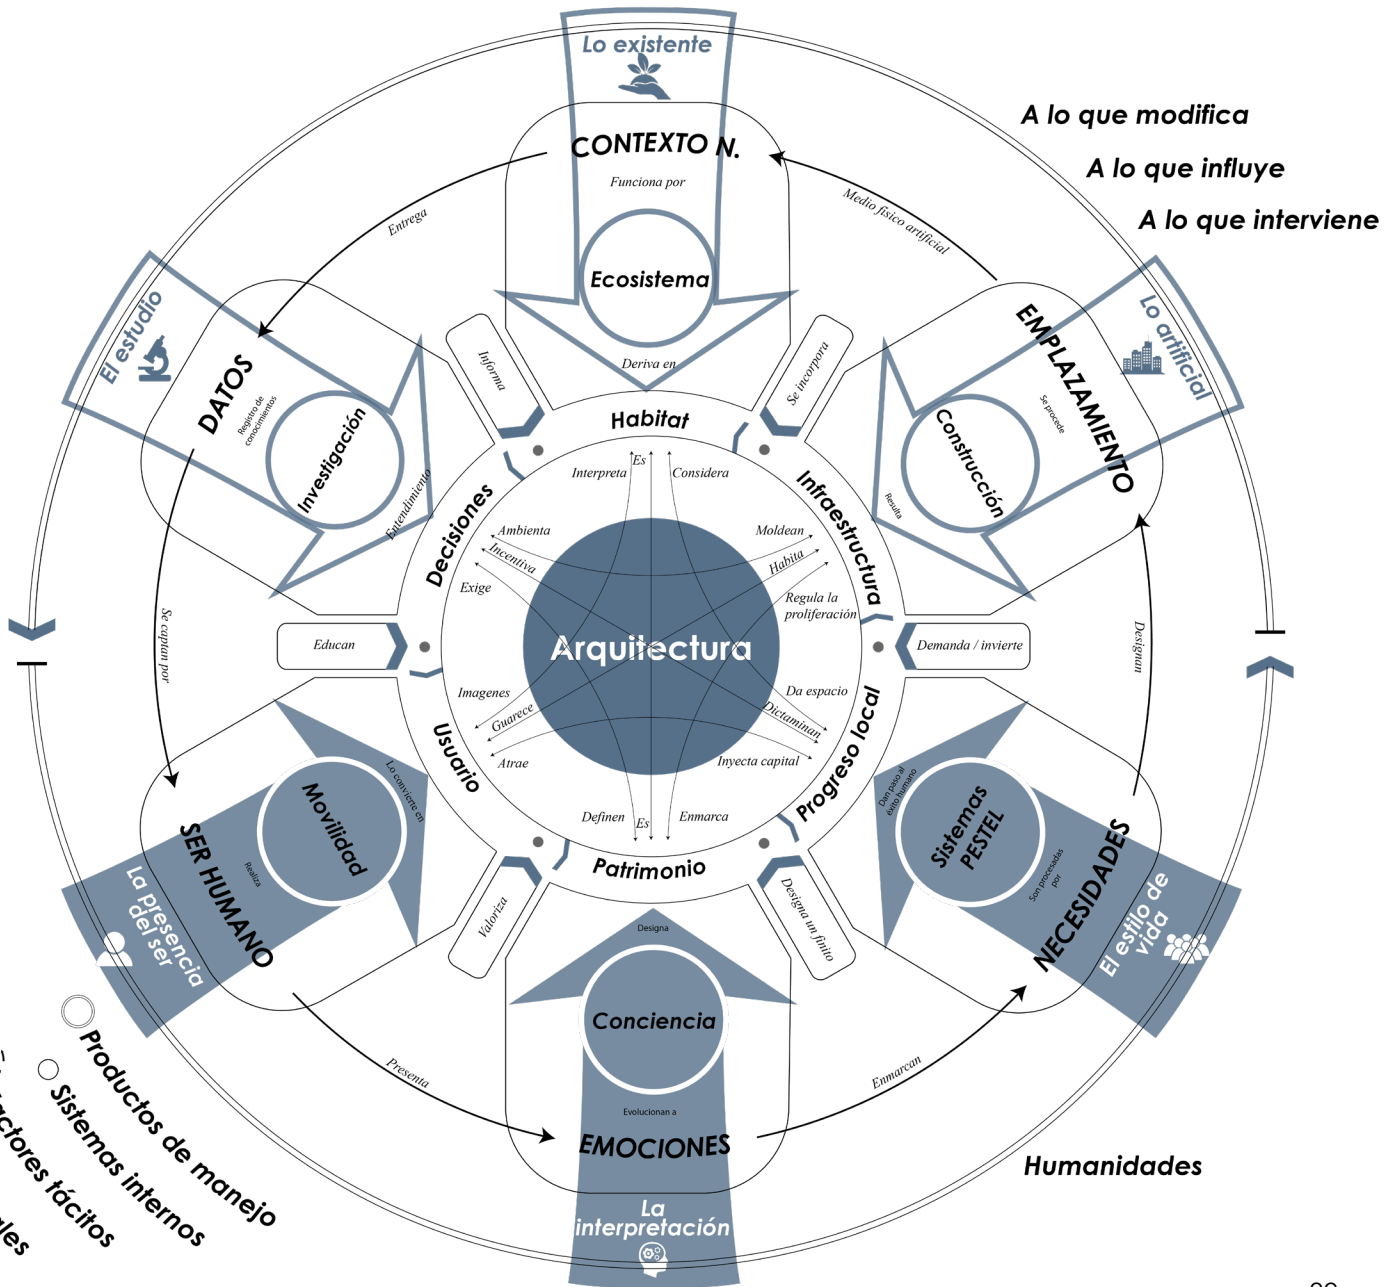 Lo existente
CONTEXTO N.
Funciona por
Ecosistema
Deriva en
A lo que modifica
A lo que influye
A lo que interviene
Entrega
Medio fisico artificial
El estudio
DATOS
Registro de
conocimientos
Investigación
Entendimiento
Lo artificial
EMPLAZAMIENTO
Se procede
Construcción
Resulta
Informa
Se incorpora
Habitat
Decisiones
Infraestructura
Interpreta
Es
Considera
Ambienta
Incentiva
Exige
Moldean
Habita
Regula la
proliferación
Arquitectura
Educan
Demanda / invierte
Se captan por
Designan
Imagenes
Guarece
Atrae
Da espacio
Dictaminan
Inyecta capital
Definen
Es
Enmarca
Usuario
Progreso local
Patrimonio
Valoriza
Designa un finito
Movilidad
Lo convierte en
Realiza
SER HUMANO
La presencia
del ser
Dan paso al
éxito humano
Sistemas
PESTEL
Son procesadas
por
NECESIDADES
El estilo de
vida
Designa
Conciencia
Evolucionan a
EMOCIONES
La
interpretación
Presenta
Enmarcan
Productos de manejo
Sistemas internos
actores tácitos
les
Humanidades